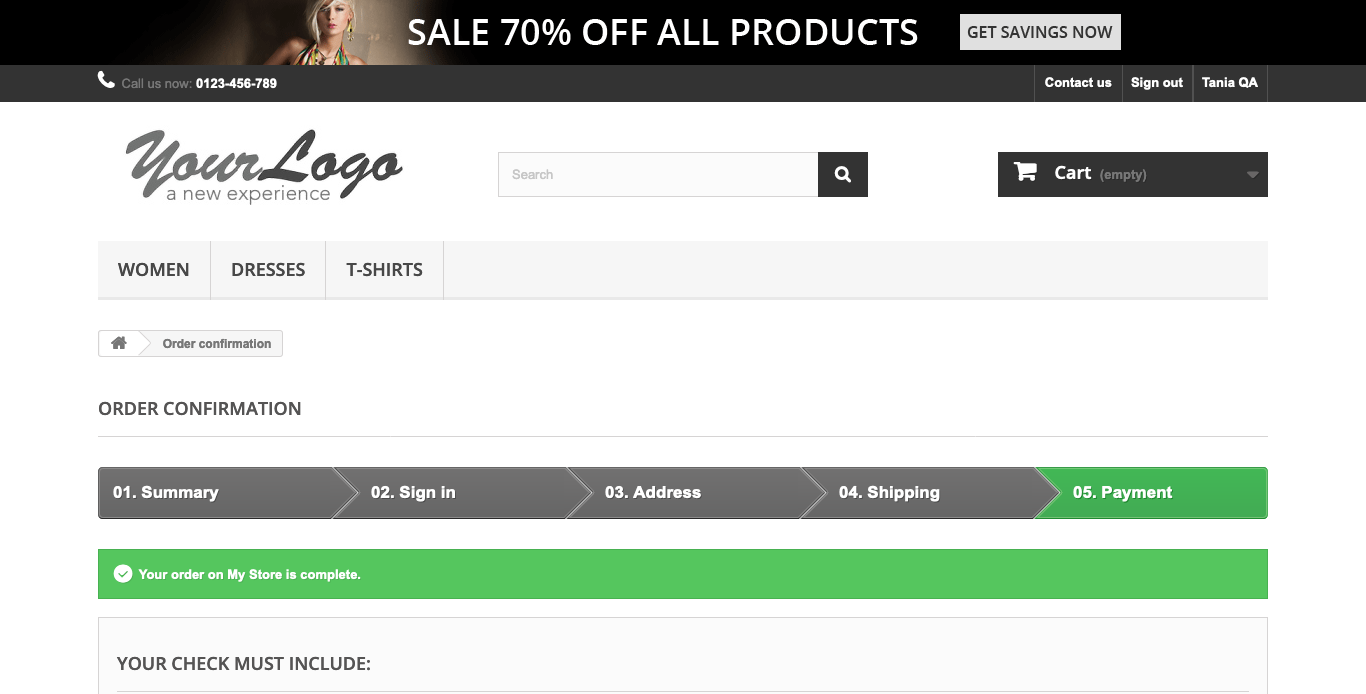 SALE 70% OFF ALL PRODUCTS GET SAVINGS NOW
Call us now: 0123-456-789 Contact us Sign out Tania QA
YourLogo
a new experience
Search
Cart (empty)
WOMEN DRESSES T-SHIRTS
Order confirmation
ORDER CONFIRMATION
01. Summary 02. Sign in 03. Address 04. Shipping 05. Payment
Your order on My Store is complete.
YOUR CHECK MUST INCLUDE: